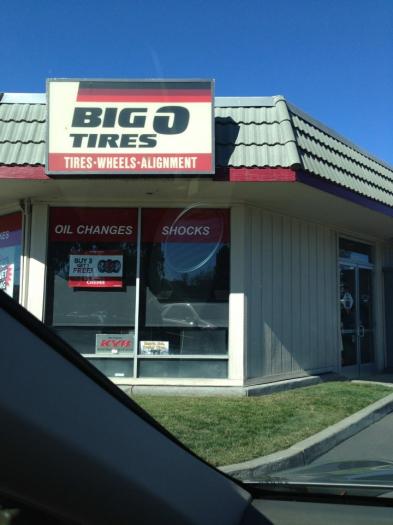 BIG O
TIRES
TIRES-WHEELS-ALIGNMENT
OIL CHANGES
SHOCKS
BUY 3
GET 1
FREE!
KYB